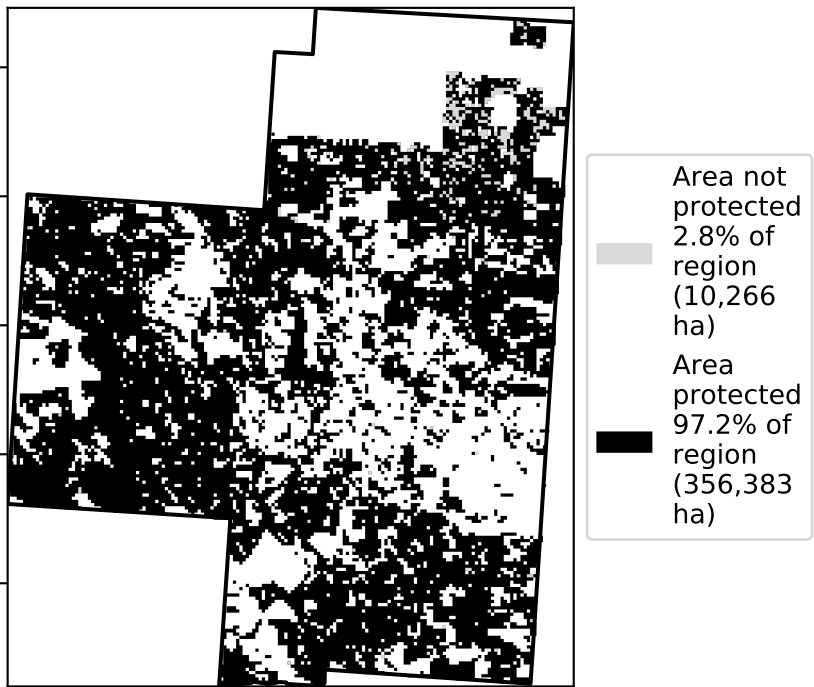 Area not
protected
2.8% of
region
(10,266
ha)
Area
protected
97.2% of
region
(356,383
ha)